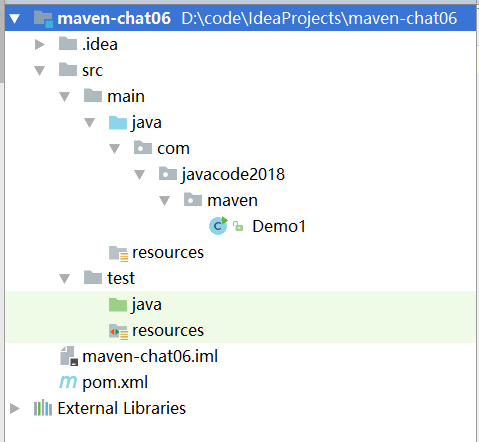 maven-chat06 D:\code\IdeaProjects\maven-chat06
.idea
src
main
java
com
javacode2018
maven
Demo1
resources
test
java
resources
maven-chat06.iml
pom.xml
External Libraries